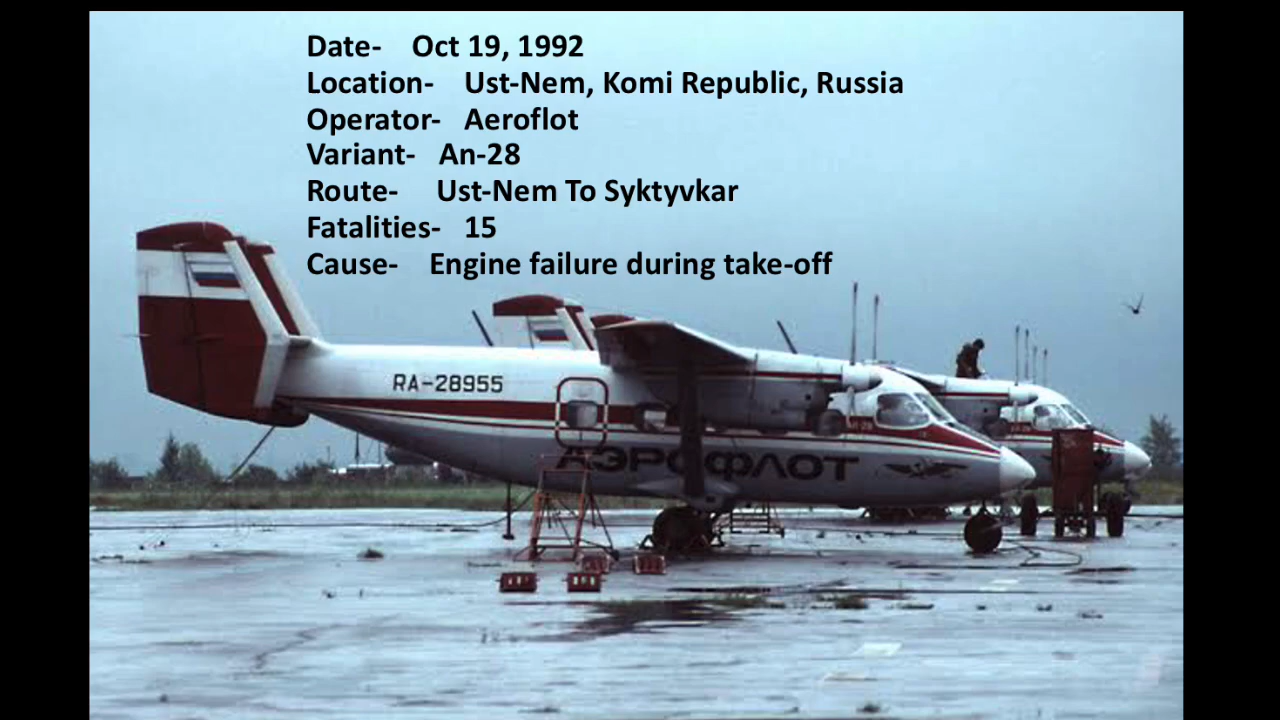 Date- Oct 19, 1992
Location- Ust-Nem, Komi Republic, Russia
Operator- Aeroflot
Variant- An-28
Route- Ust-Nem To Syktyvkar
Fatalities- 15
Cause- Engine failure during take-off
RA-28955
АЭРОФЛОТ